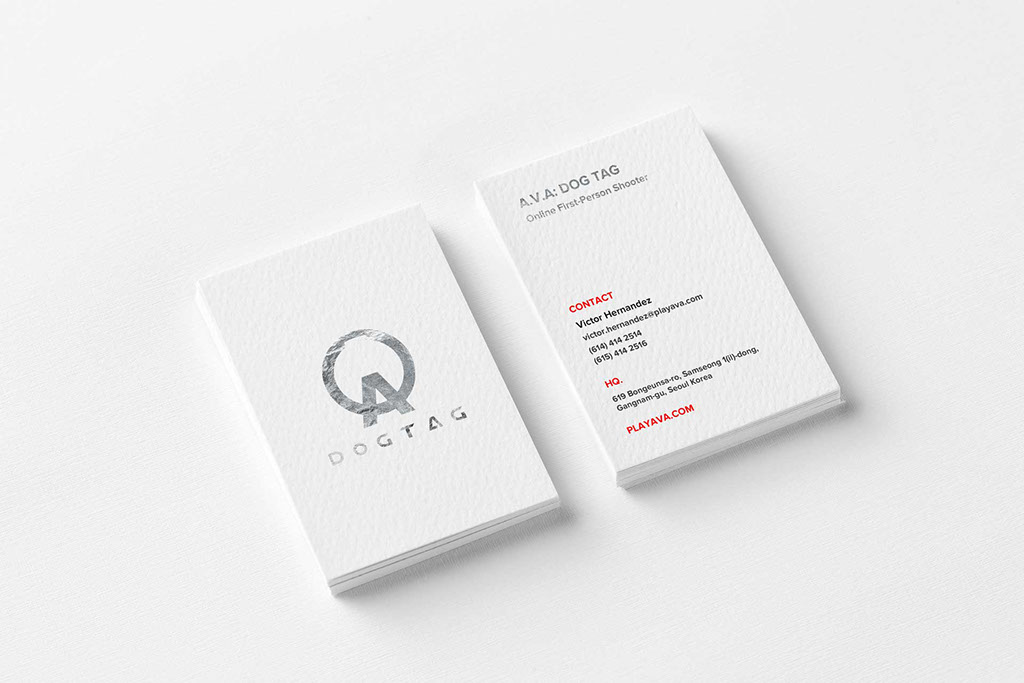 DOGTAG
A.V.A: DOG TAG
Online First-Person Shooter
CONTACT
Victor Hernandez
victor.hernandez@playava.com
(614) 414 2514
(615) 414 2516
HQ.
619 Bongeunsa-ro, Samseong 1(il)-dong,
Gangnam-gu, Seoul Korea
PLAYAVA.COM